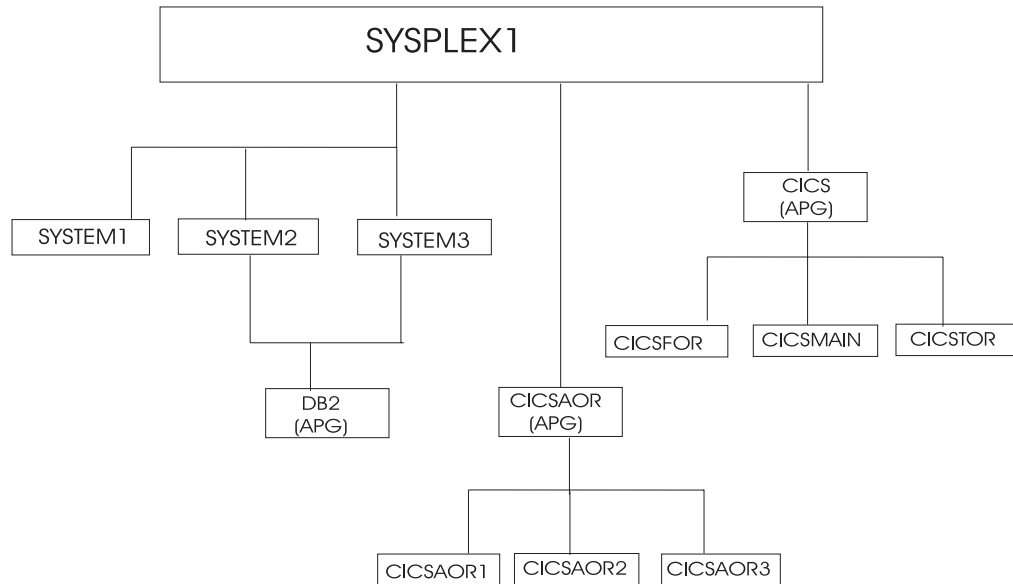 SYSPLEX1
CICS
(APG)
SYSTEM1
SYSTEM2
SYSTEM3
CICSFOR
CICSMAIN
CICSTOR
DB2
(APG)
CICSAOR
(APG)
CICSAOR1
CICSAOR2
CICSAOR3